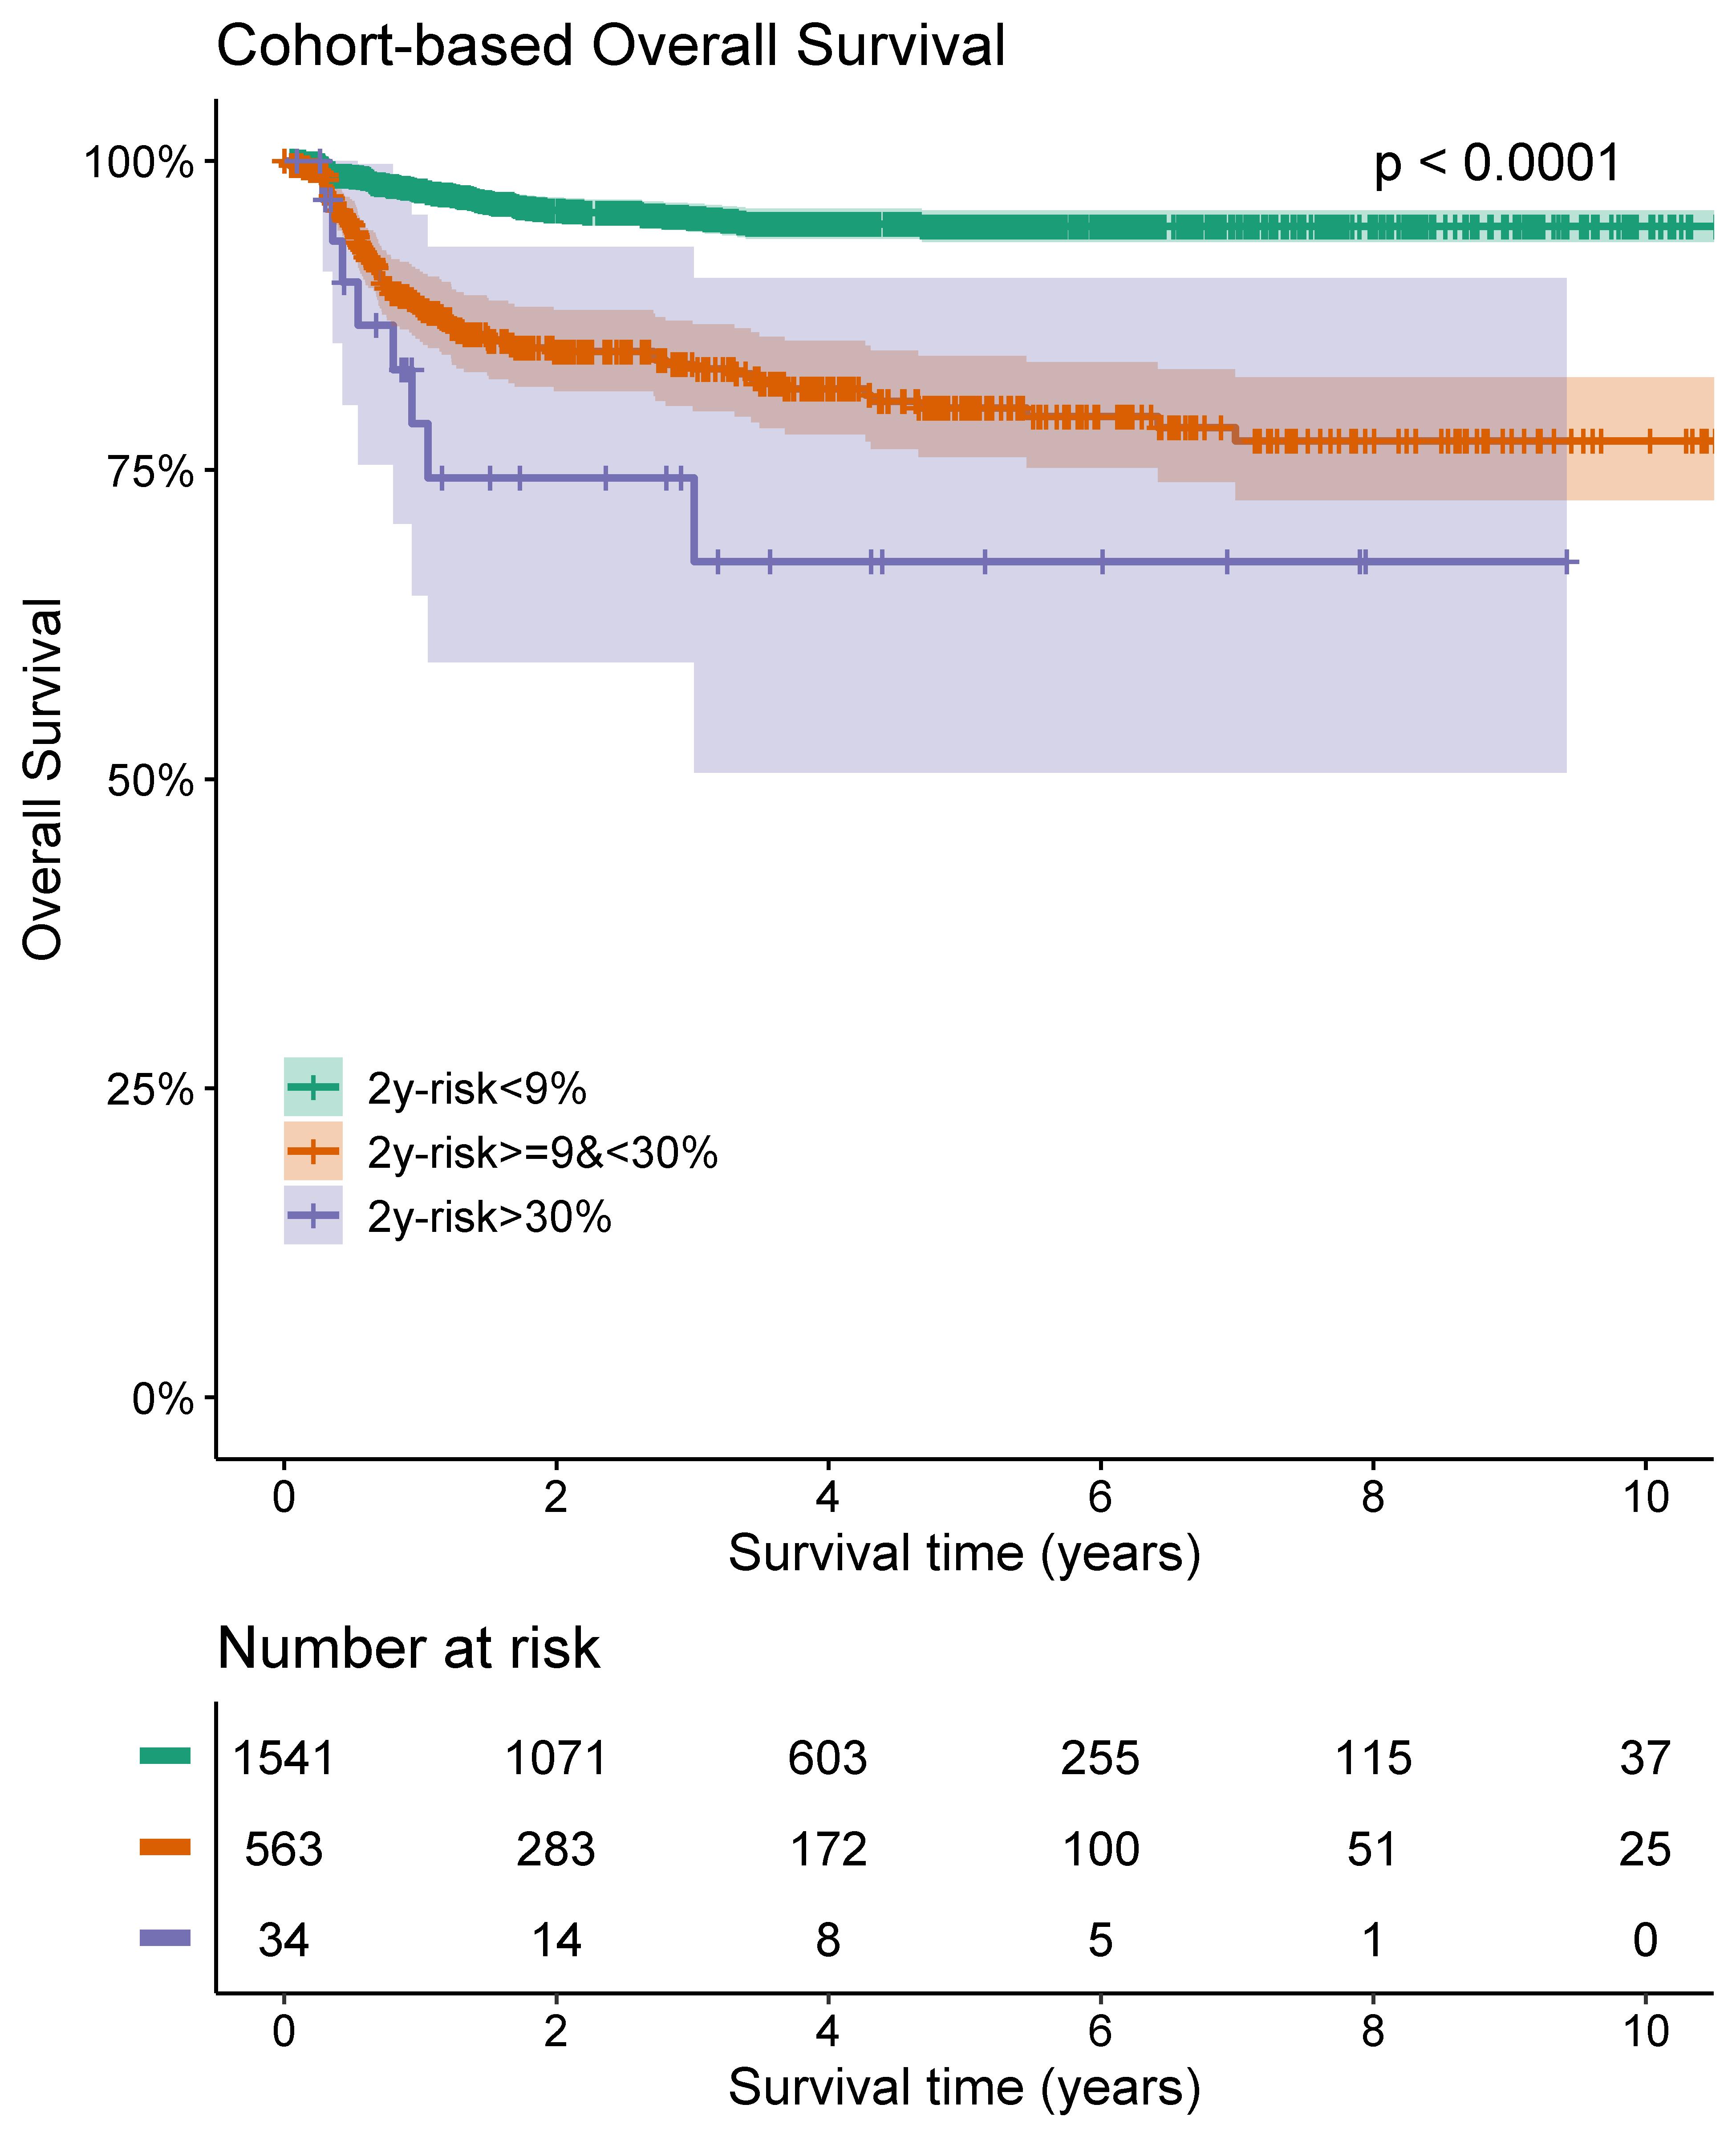 Cohort-based Overall Survival
p < 0.0001
100%
75%
50%
25%
0%
Overall Survival
2y-risk<9%
2y-risk>=9&<30%
2y-risk>30%
0 2 4 6 8 10
Survival time (years)
Number at risk
1541 1071 603 255 115 37
563 283 172 100 51 25
34 14 8 5 1 0
0 2 4 6 8 10
Survival time (years)